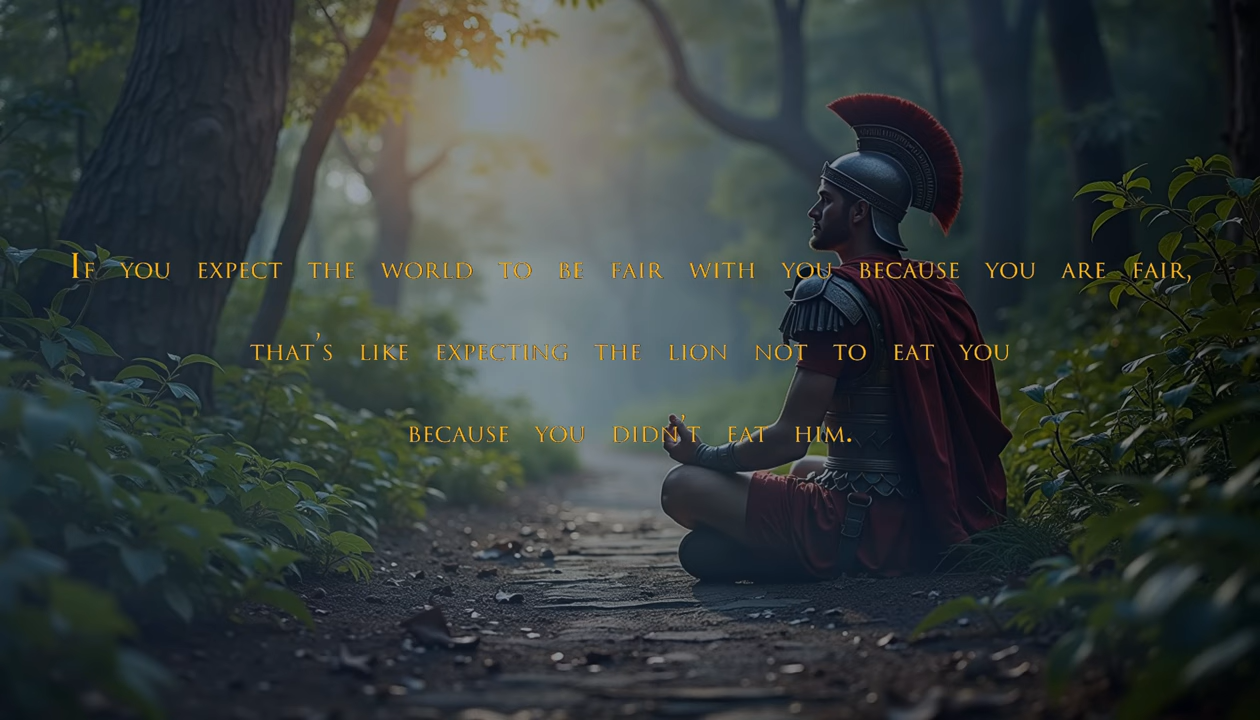 If you expect the world to be fair with you because you are fair,
that's like expecting the lion not to eat you
because you didn't eat him.